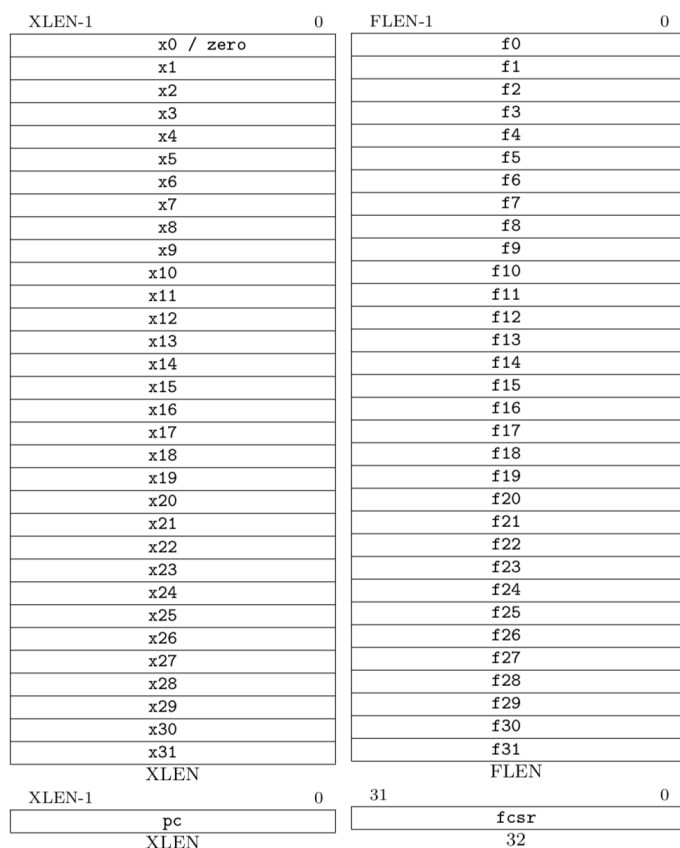 XLEN-1 0
x0 / zero
x1
x2
x3
x4
x5
x6
x7
x8
x9
x10
x11
x12
x13
x14
x15
x16
x17
x18
x19
x20
x21
x22
x23
x24
x25
x26
x27
x28
x29
x30
x31
XLEN
XLEN-1 0
pc
XLEN
FLEN-1 0
f0
f1
f2
f3
f4
f5
f6
f7
f8
f9
f10
f11
f12
f13
f14
f15
f16
f17
f18
f19
f20
f21
f22
f23
f24
f25
f26
f27
f28
f29
f30
f31
FLEN
31 0
fcsr
32